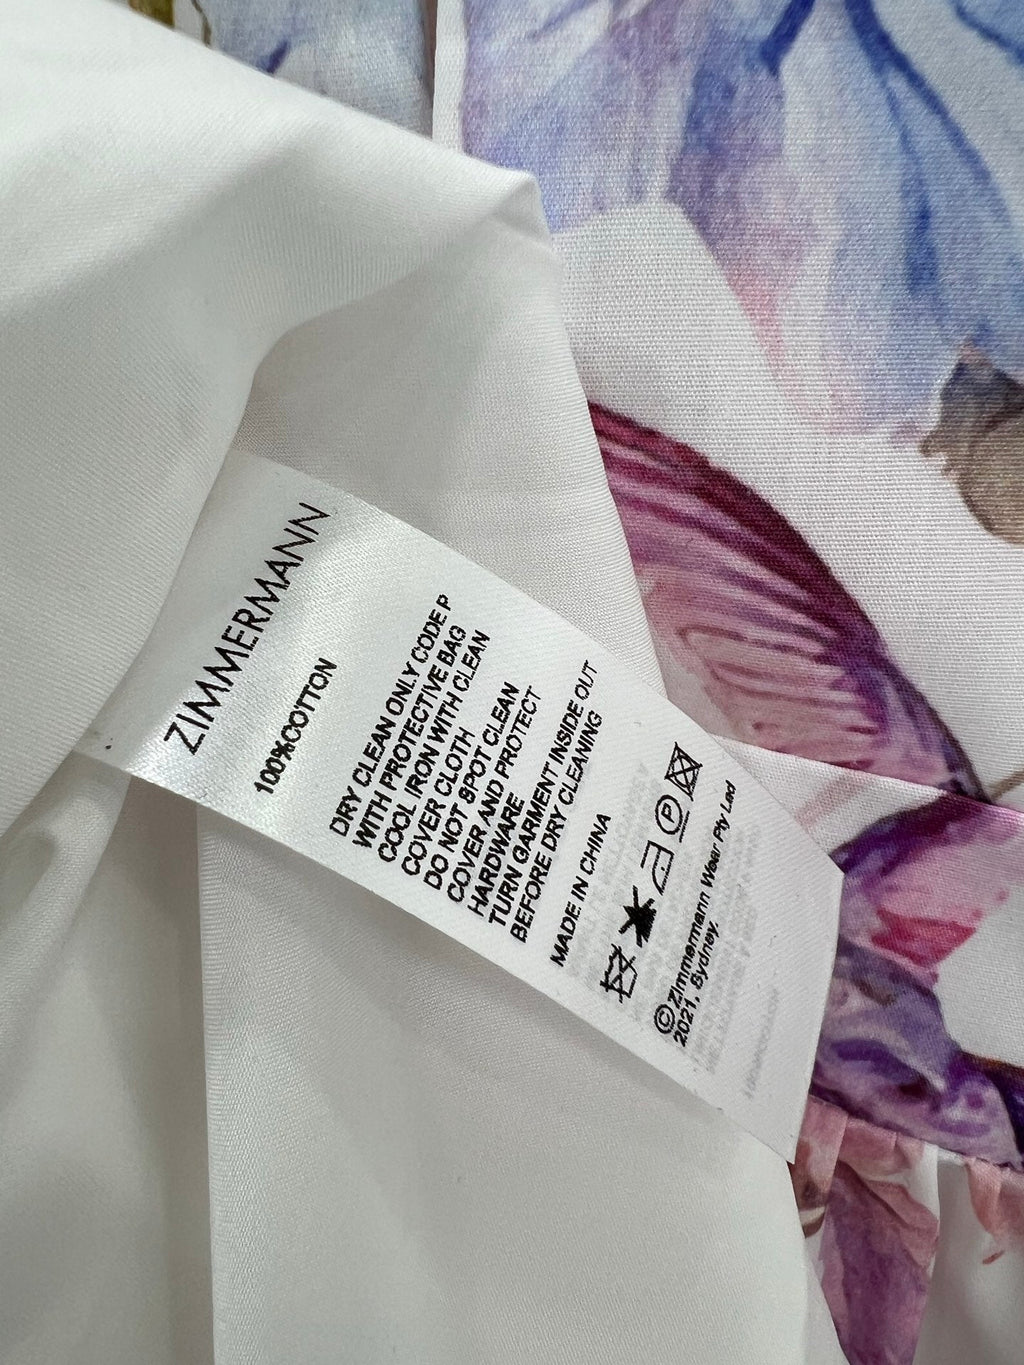 ZIMMERMANN
100%COTTON
DRY CLEAN ONLY CODE P
WITH PROTECTIVE BAG
COOL IRON WITH CLEAN
COVER CLOTH
DO NOT SPOT CLEAN
COVER AND PROTECT
HARDWARE
TURN GARMENT INSIDE OUT
BEFORE DRY CLEANING
MADE IN CHINA
P
©Zimmermann Wear Pty Lad
2021, Sydney.